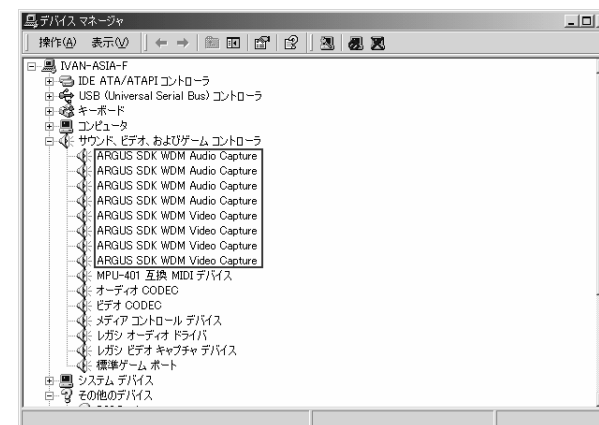 デバイス マネージャ
操作(A) 表示(V)
IVAN-ASIA-F
IDE ATA/ATAPI コントローラ
USB (Universal Serial Bus) コントローラ
キーボード
コンピュータ
サウンド、ビデオ、およびゲーム コントローラ
ARGUS SDK WDM Audio Capture
ARGUS SDK WDM Audio Capture
ARGUS SDK WDM Audio Capture
ARGUS SDK WDM Audio Capture
ARGUS SDK WDM Video Capture
ARGUS SDK WDM Video Capture
ARGUS SDK WDM Video Capture
ARGUS SDK WDM Video Capture
MPU-401 互換 MIDI デバイス
オーディオ CODEC
ビデオ CODEC
メディア コントロール デバイス
レガシ オーディオ ドライバ
レガシ ビデオ キャプチャ デバイス
標準ゲーム ポート
システム デバイス
その他のデバイス